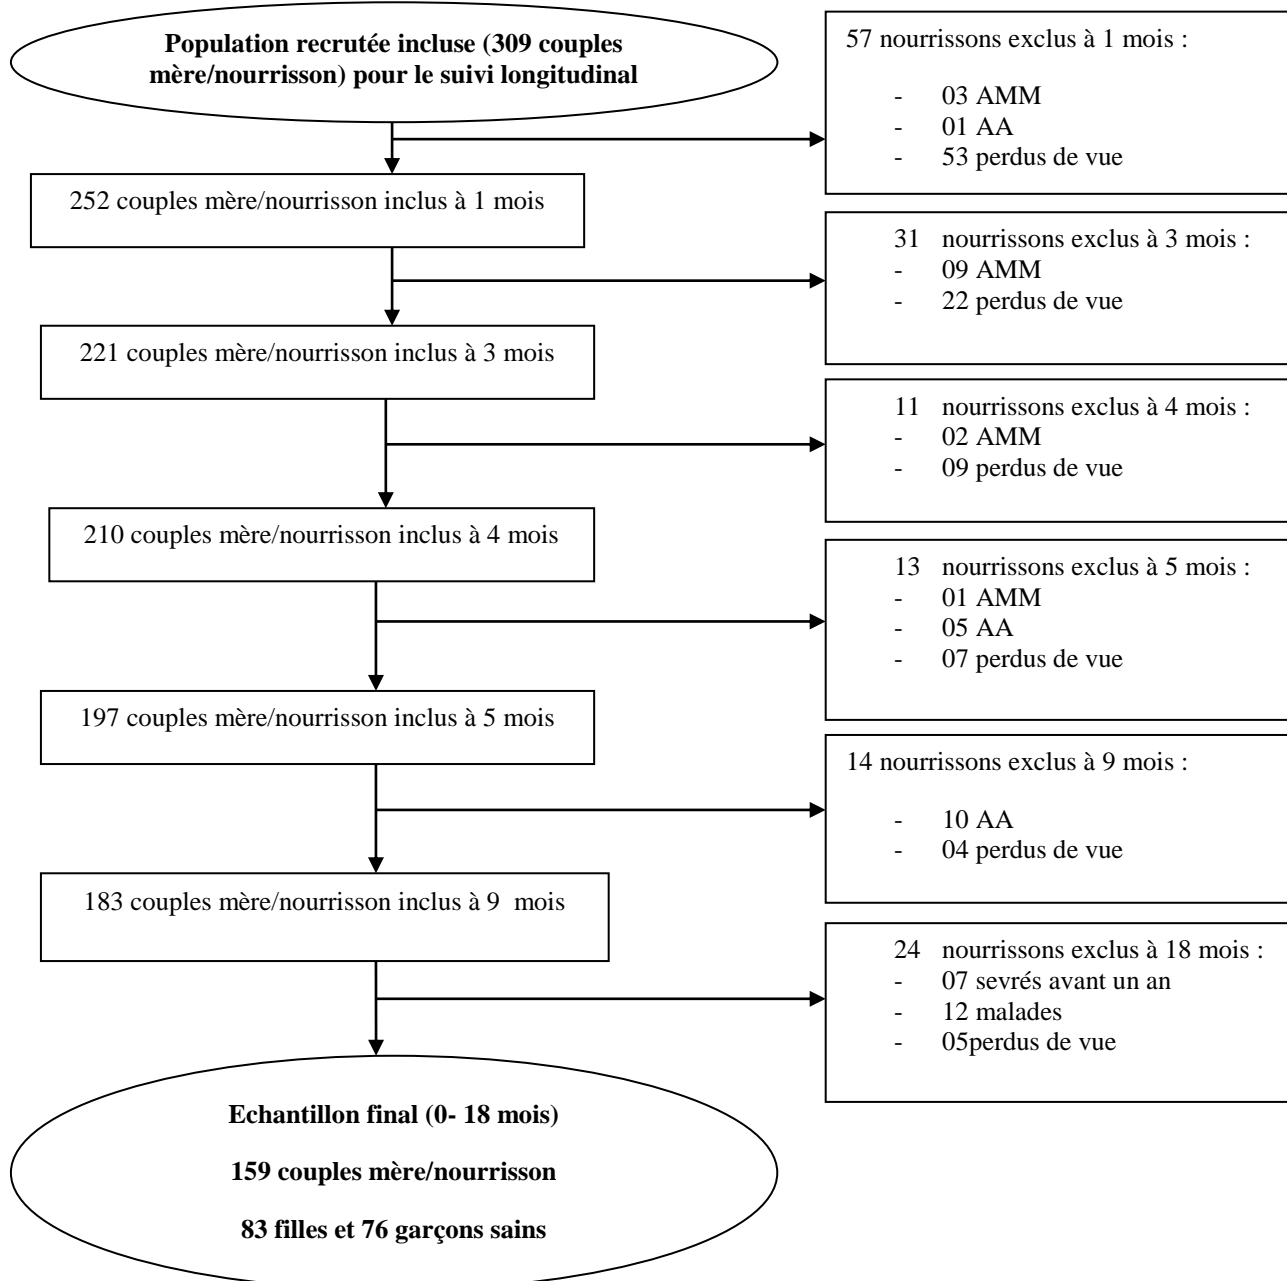 Population recrutée incluse (309 couples
mère/nourrisson) pour le suivi longitudinal
57 nourrissons exclus à 1 mois :
- 03 AMM
- 01 AA
- 53 perdus de vue
252 couples mère/nourrisson inclus à 1 mois
31 nourrissons exclus à 3 mois :
- 09 AMM
- 22 perdus de vue
221 couples mère/nourrisson inclus à 3 mois
11 nourrissons exclus à 4 mois :
- 02 AMM
- 09 perdus de vue
210 couples mère/nourrisson inclus à 4 mois
13 nourrissons exclus à 5 mois :
- 01 AMM
- 05 AA
- 07 perdus de vue
197 couples mère/nourrisson inclus à 5 mois
14 nourrissons exclus à 9 mois :
- 10 AA
- 04 perdus de vue
183 couples mère/nourrisson inclus à 9 mois
24 nourrissons exclus à 18 mois :
- 07 sevrés avant un an
- 12 malades
- 05perdus de vue
Echantillon final (0- 18 mois)
159 couples mère/nourrisson
83 filles et 76 garçons sains